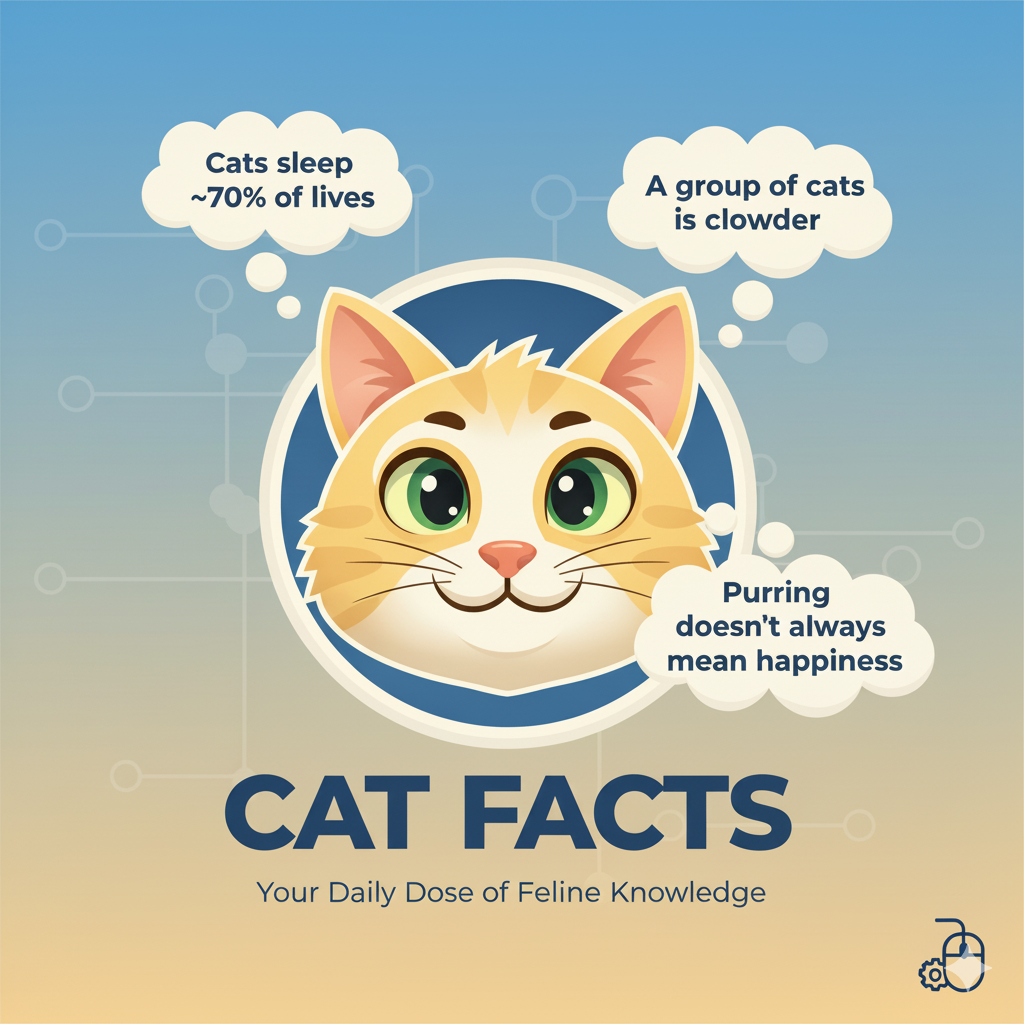 Cats sleep
~70% of lives
A group of cats
is clowder
Purring
doesn't always
mean happiness
CAT FACTS
Your Daily Dose of Feline Knowledge